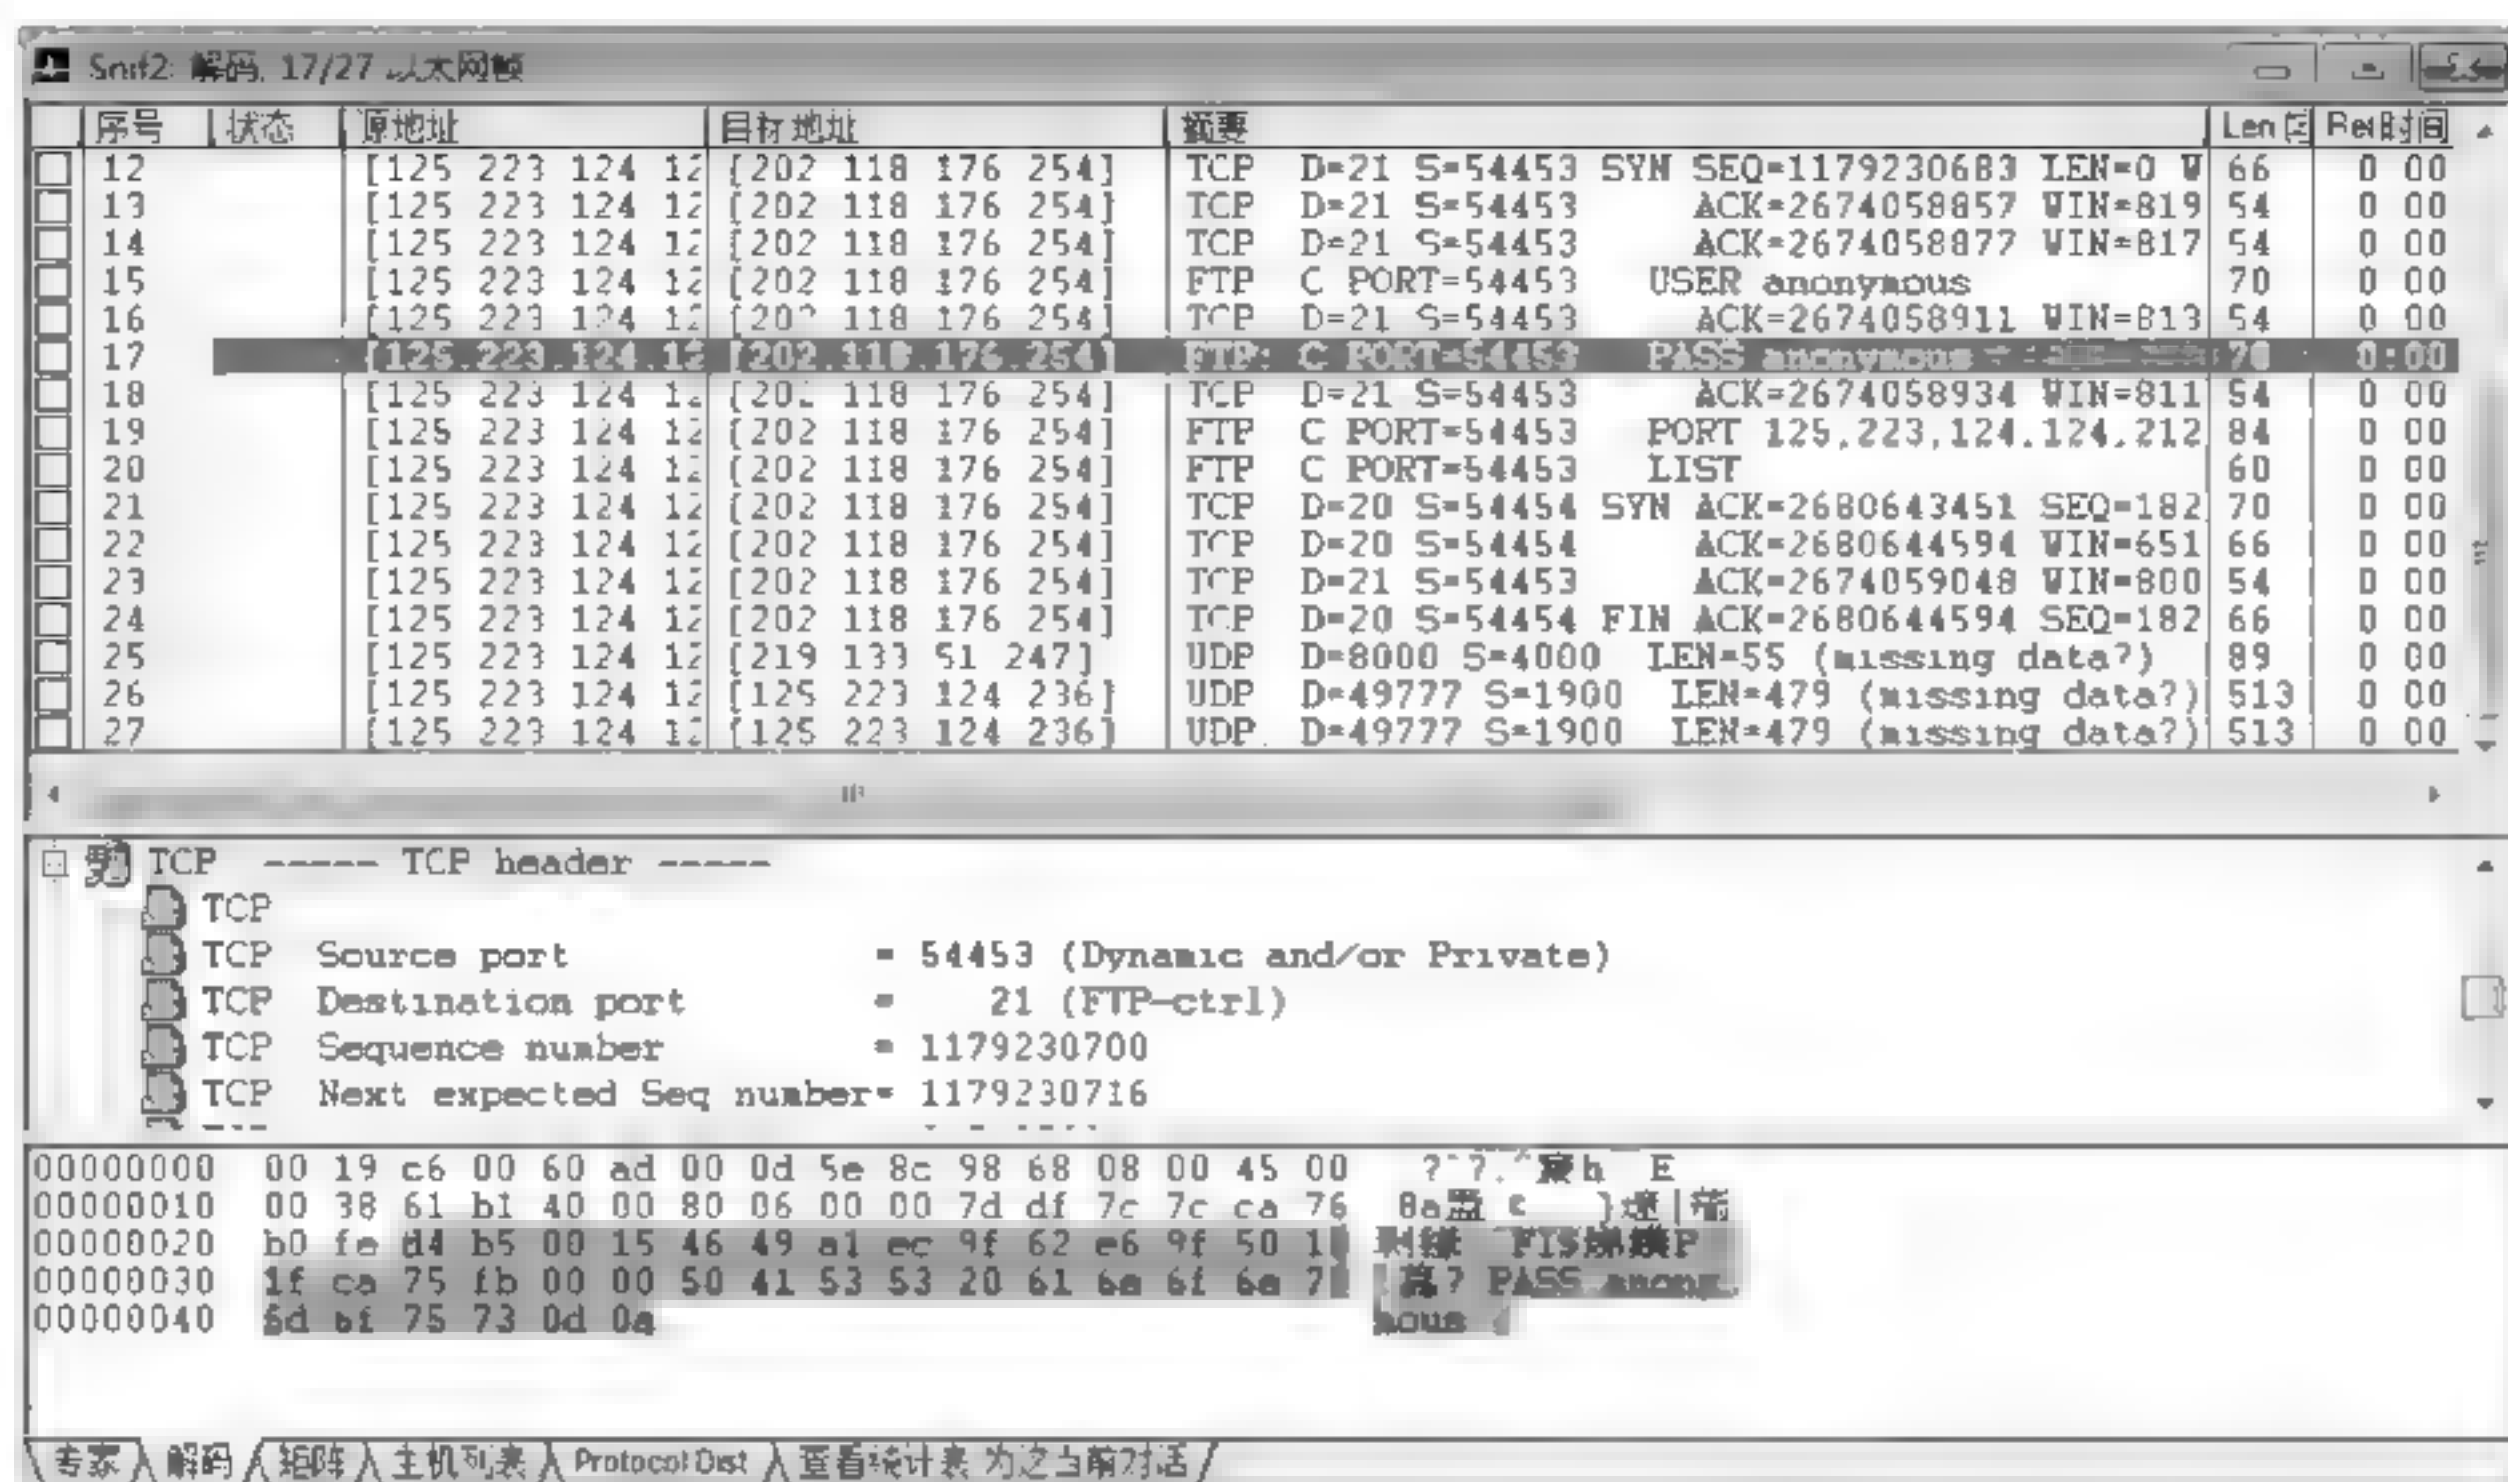 Snif2: 解码, 17/27 以太网帧
序号 状态 源地址 目标地址 摘要 Len Rel 时间
12 [125 223 124 12 [202 118 176 254] TCP D=21 S=54453 SYN SEQ=1179230683 LEN=0 W 66 0 00
13 [125 223 124 12 [202 118 176 254] TCP D=21 S=54453 ACK=2674058857 WIN=819 54 0 00
14 [125 223 124 12 [202 118 176 254] TCP D=21 S=54453 ACK=2674058877 WIN=817 54 0 00
15 [125 223 124 12 [202 118 176 254] FTP C PORT=54453 USER anonymous 70 0 00
16 [125 223 124 12 [202 118 176 254] TCP D=21 S=54453 ACK=2674058911 WIN=813 54 0 00
17 [125.223.124.12 [202.118.176.254] FTP: C PORT=54453 PASS anonymous 70 0:00
18 [125 223 124 12 [202 118 176 254] TCP D=21 S=54453 ACK=2674058934 WIN=811 54 0 00
19 [125 223 124 12 [202 118 176 254] FTP C PORT=54453 PORT 125,223,124,124,212 84 0 00
20 [125 223 124 12 [202 118 176 254] FTP C PORT=54453 LIST 60 0 00
21 [125 223 124 12 [202 118 176 254] TCP D=20 S=54454 SYN ACK=2680643451 SEQ=182 70 0 00
22 [125 223 124 12 [202 118 176 254] TCP D=20 S=54454 ACK=2680644594 WIN=651 66 0 00
23 [125 223 124 12 [202 118 176 254] TCP D=21 S=54453 ACK=2674059048 WIN=800 54 0 00
24 [125 223 124 12 [202 118 176 254] TCP D=20 S=54454 FIN ACK=2680644594 SEQ=182 66 0 00
25 [125 223 124 12 [219 133 51 247] UDP D=8000 S=4000 LEN=55 (missing data?) 89 0 00
26 [125 223 124 12 [125 223 124 236] UDP D=49777 S=1900 LEN=479 (missing data?) 513 0 00
27 [125 223 124 12 [125 223 124 236] UDP. D=49777 S=1900 LEN=479 (missing data?) 513 0 00
TCP ----- TCP header -----
TCP
TCP Source port = 54453 (Dynamic and/or Private)
TCP Destination port = 21 (FTP-ctrl)
TCP Sequence number = 1179230700
TCP Next expected Seq number= 1179230716
00000000 00 19 c6 00 60 ad 00 0d 5e 8c 98 68 08 00 45 00
00000010 00 38 61 b1 40 00 80 06 00 00 7d df 7c 7c ca 76
00000020 b0 fe d4 b5 00 15 46 49 a1 ec 9f 62 e6 9f 50 1
00000030 1f ca 75 fb 00 00 50 41 53 53 20 61 6e 6f 6e 7 PASS anony
00000040 6d 6f 75 73 0d 0a mous
专家 解码 矩阵 主机列表 Protocol Dist 查看统计表 为之当前对话